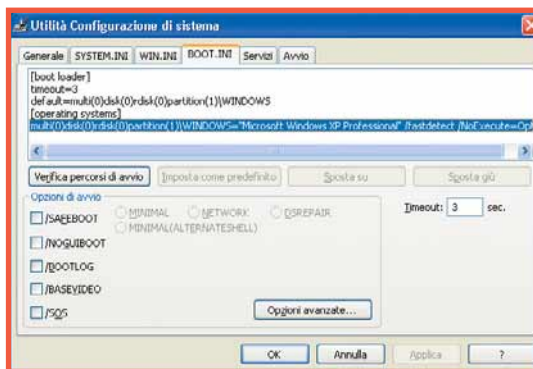 Utilità Configurazione di sistema
Generale SYSTEM.INI WIN.INI BOOT.INI Servizi Avvio
[boot loader]
timeout=3
default=multi(0)disk(0)rdisk(0)partition(1)\WINDOWS
[operating systems]
multi(0)disk(0)rdisk(0)partition(1)\WINDOWS="Microsoft Windows XP Professional" /fastdetect /NoExecute=Opt
Verifica percorsi di avvio Imposta come predefinito Sposta su Sposta giù
Opzioni di avvio
/SAFEBOOT MINIMAL NETWORK DSREPAIR Timeout: 3 sec.
MINIMAL(ALTERNATESHELL)
/NOGUIBOOT
/BOOTLOG
/BASEVIDEO
/SOS Opzioni avanzate...
OK Annulla Applica ?